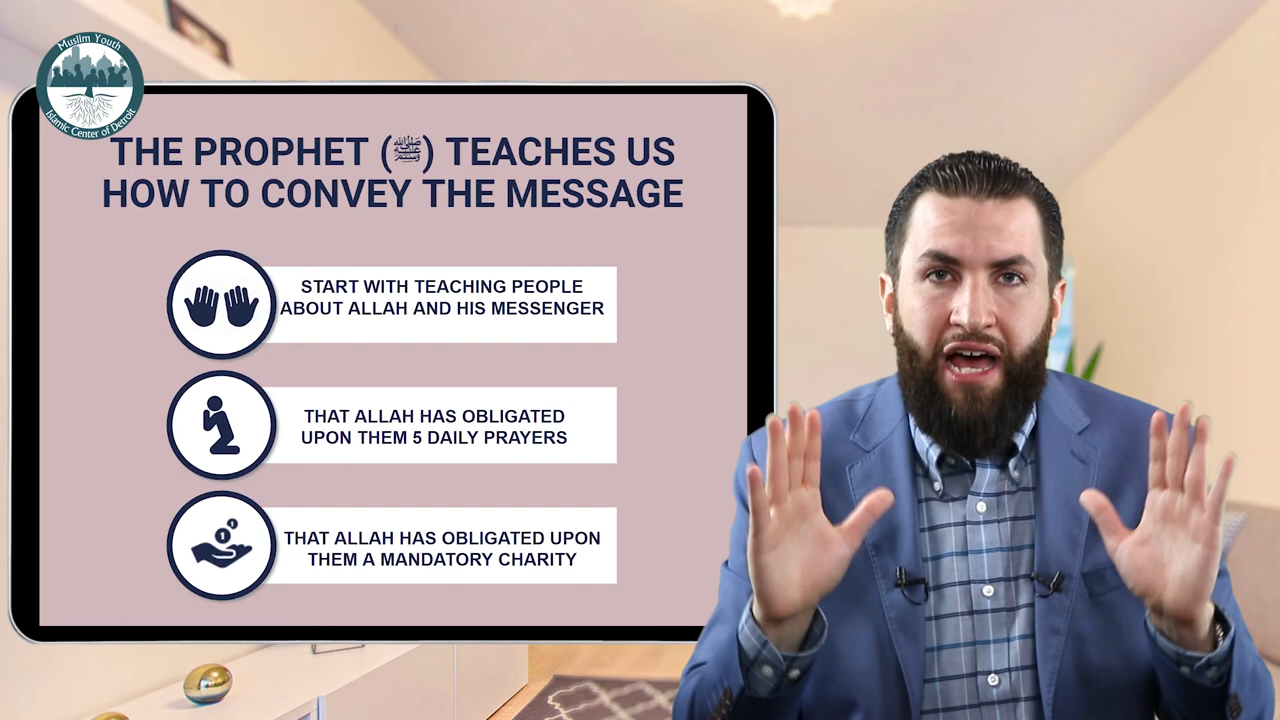 Muslim Youth
Islamic Center of Detroit
THE PROPHET (ﷺ) TEACHES US
HOW TO CONVEY THE MESSAGE
START WITH TEACHING PEOPLE
ABOUT ALLAH AND HIS MESSENGER
THAT ALLAH HAS OBLIGATED
UPON THEM 5 DAILY PRAYERS
THAT ALLAH HAS OBLIGATED UPON
THEM A MANDATORY CHARITY